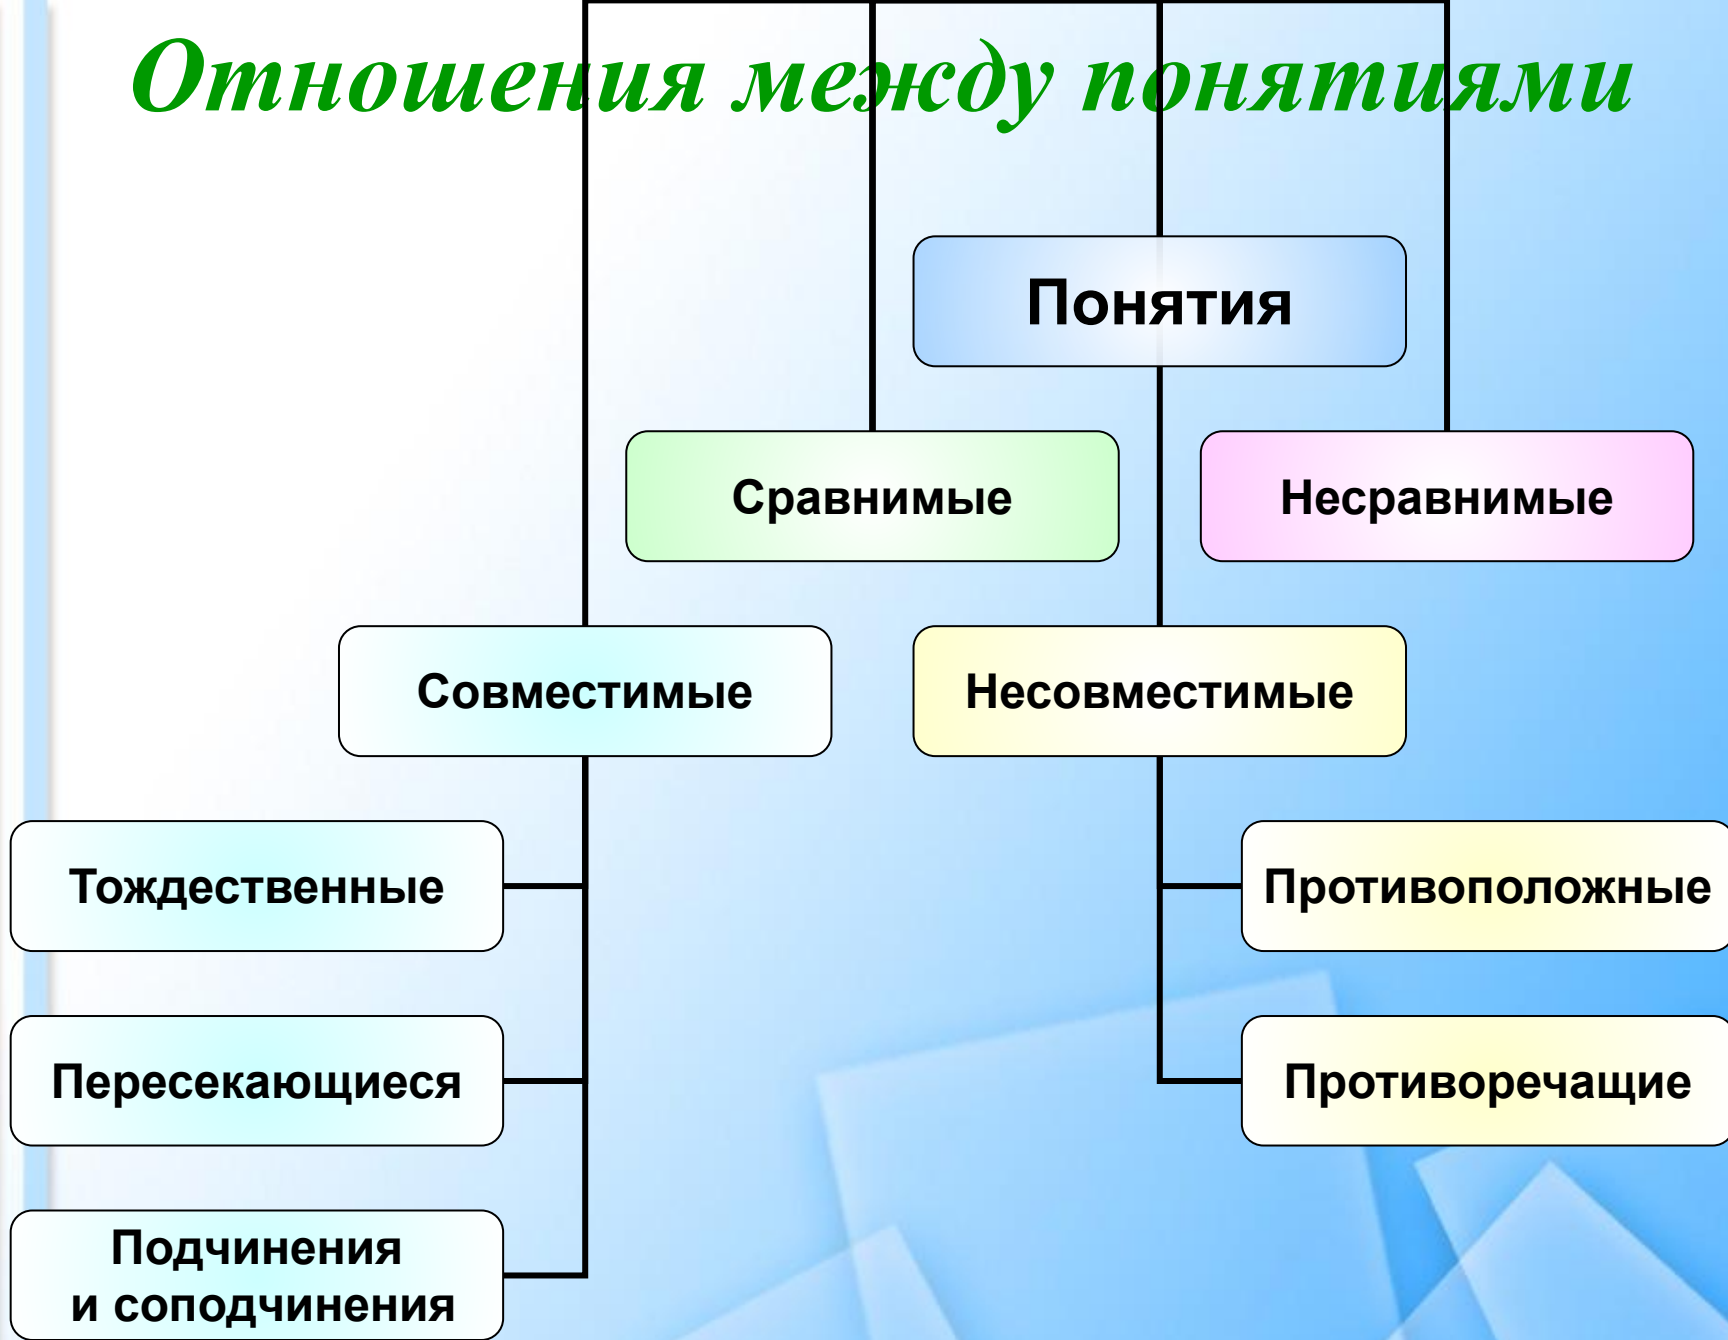 Отношения между понятиями
Понятия
Сравнимые
Несравнимые
Совместимые
Несовместимые
Тождественные
Противоположные
Пересекающиеся
Противоречащие
Подчинения
и соподчинения